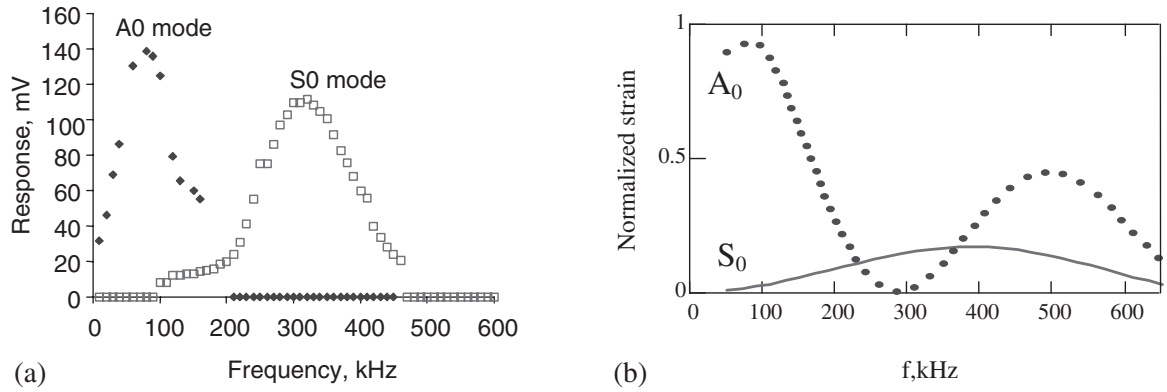 160
140
120
100
80
60
40
20
0
Response, mV
A0 mode
S0 mode
0 100 200 300 400 500 600
Frequency, kHz
(a)
1
0.5
0
Normalized strain
A0
S0
0 100 200 300 400 500 600
f,kHz
(b)